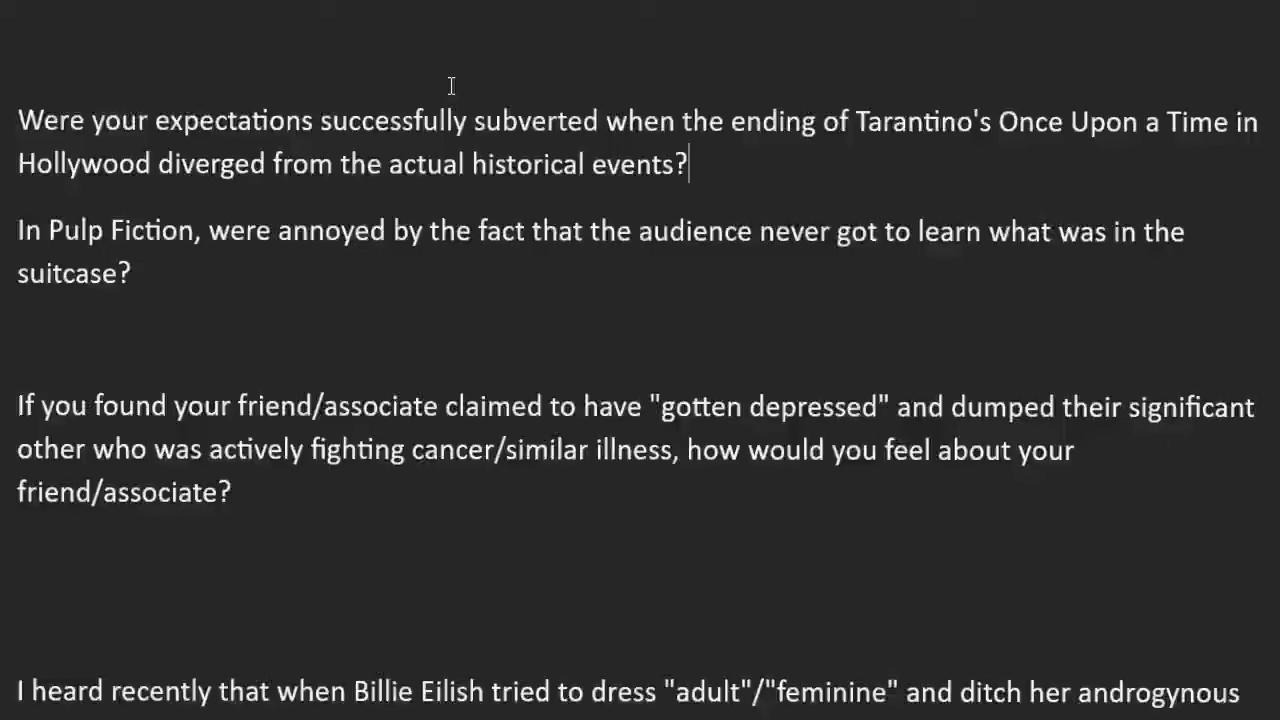 Were your expectations successfully subverted when the ending of Tarantino's Once Upon a Time in
Hollywood diverged from the actual historical events?
In Pulp Fiction, were annoyed by the fact that the audience never got to learn what was in the
suitcase?
If you found your friend/associate claimed to have "gotten depressed" and dumped their significant
other who was actively fighting cancer/similar illness, how would you feel about your
friend/associate?
I heard recently that when Billie Eilish tried to dress "adult"/"feminine" and ditch her androgynous